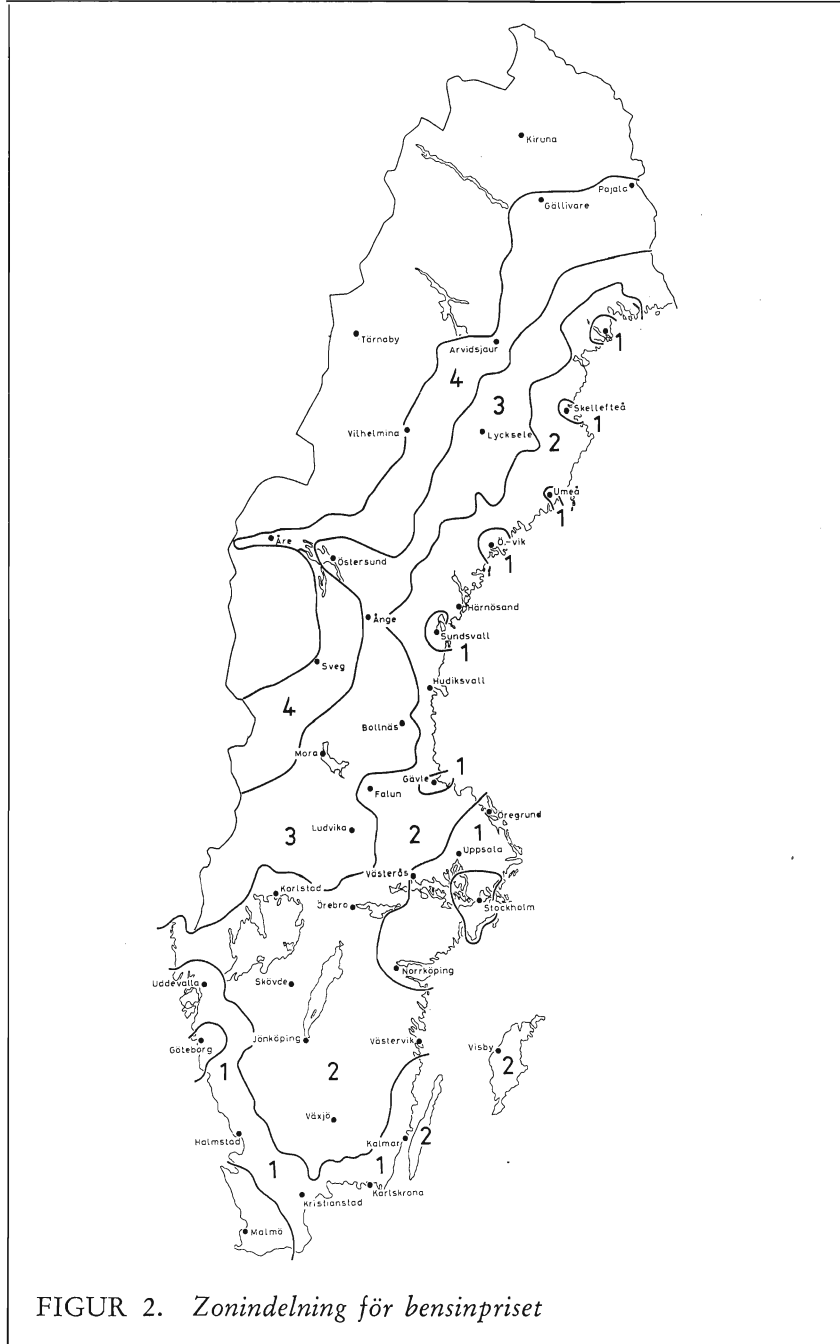 Kiruna
Pajala
Gällivare
Tärnaby
1
Arvidsjaur
4
3
Skellefteå
1
Vilhelmina
Lycksele
2
Umeå
1
Åre
Ö.-vik
Östersund
1
Härnösand
Ånge
Sundsvall
1
Sveg
Hudiksvall
4
Bollnäs
Mora
1
Gävle
Falun
Öregrund
3
Ludvika
2
1
Uppsala
Västerås
Karlstad
Örebro
Stockholm
Norrköping
Uddevalla
Skövde
Jönköping
Västervik
Visby
Göteborg
1
2
2
Växjö
Halmstad
Kalmar
2
1
1
Karlskrona
Kristianstad
Malmö
FIGUR 2. Zonindelning för bensinpriset